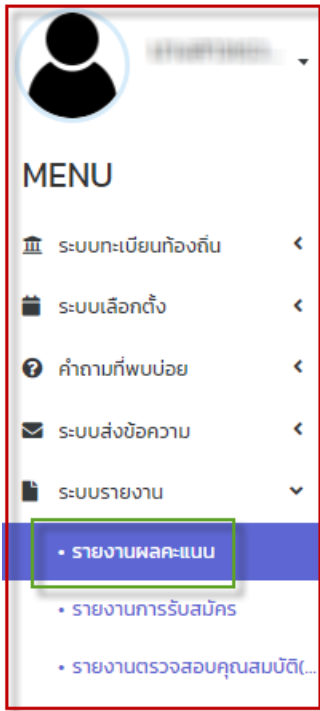 MENU
ระบบทะเบียนท้องถิ่น
ระบบเลือกตั้ง
คำถามที่พบบ่อย
ระบบส่งข้อความ
ระบบรายงาน
• รายงานผลคะแนน
• รายงานการรับสมัคร
• รายงานตรวจสอบคุณสมบัติ(...